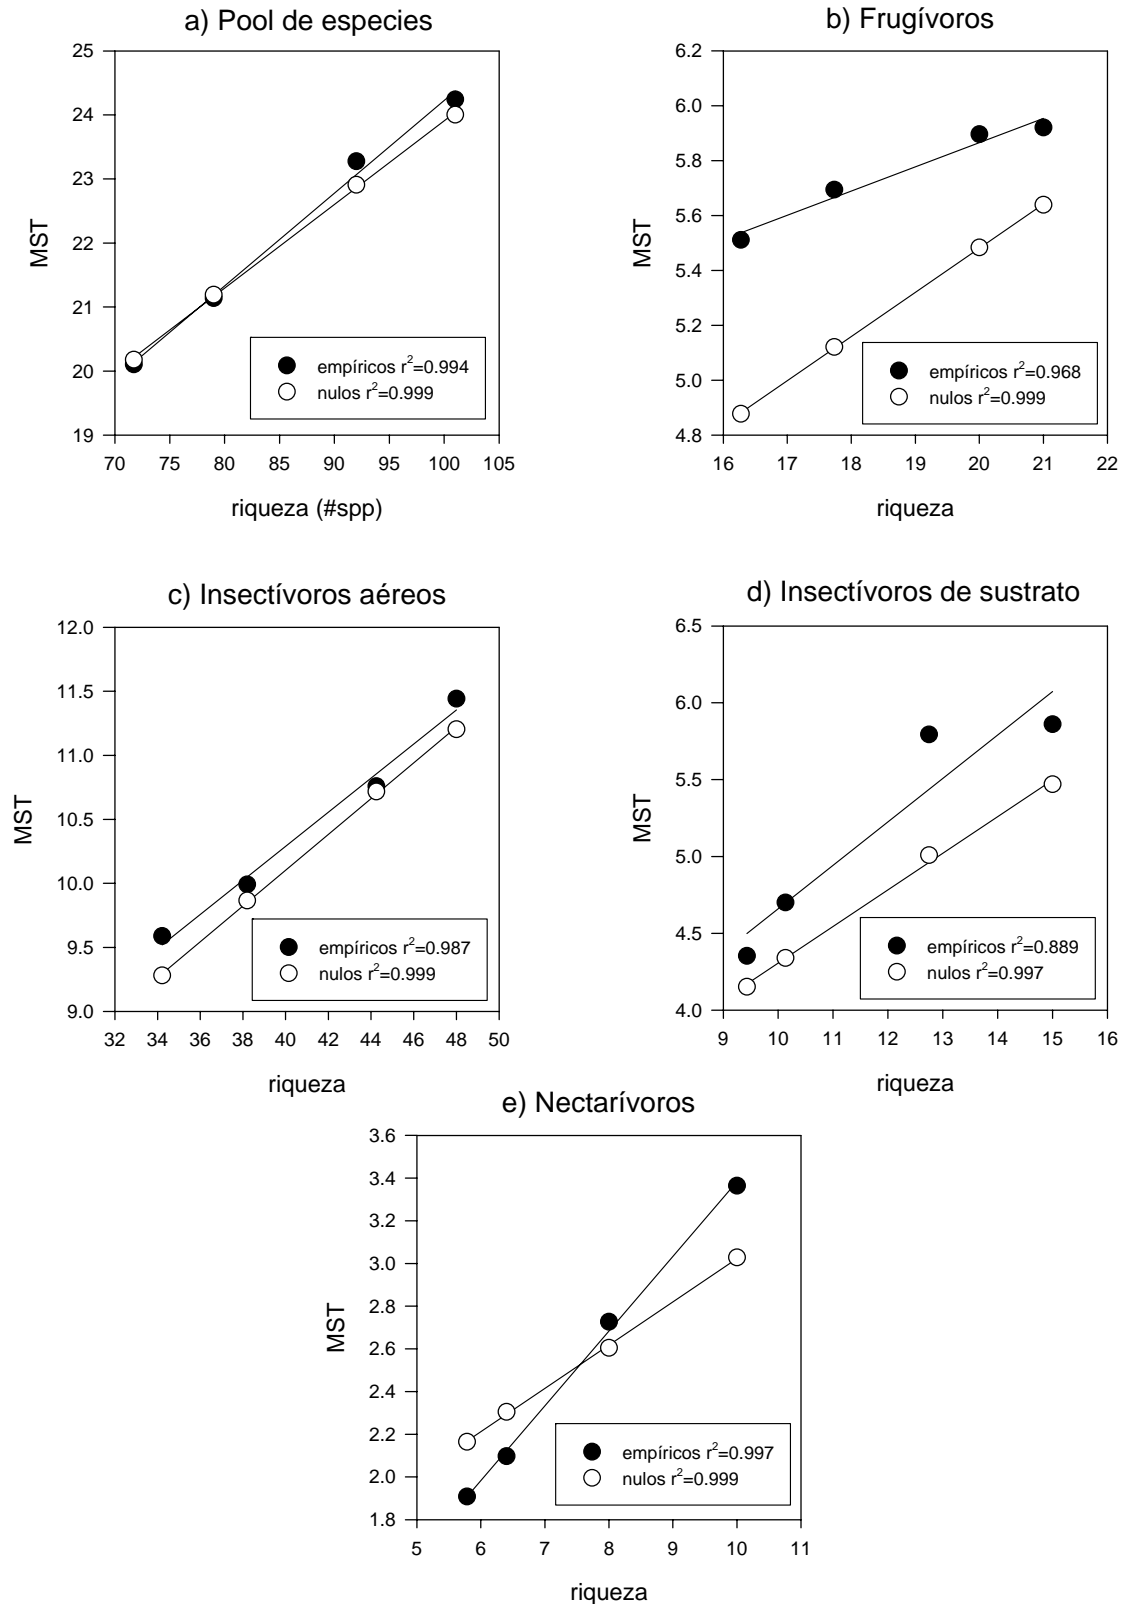 a) Pool de especies
25
24
23
22
21
20
19
MST
empíricos r²=0.994
nulos r²=0.999
70 75 80 85 90 95 100 105
riqueza (#spp)
b) Frugívoros
6.2
6.0
5.8
5.6
5.4
5.2
5.0
4.8
MST
empíricos r²=0.968
nulos r²=0.999
16 17 18 19 20 21 22
riqueza
c) Insectívoros aéreos
12.0
11.5
11.0
10.5
10.0
9.5
9.0
MST
empíricos r²=0.987
nulos r²=0.999
32 34 36 38 40 42 44 46 48 50
riqueza
d) Insectívoros de sustrato
6.5
6.0
5.5
5.0
4.5
4.0
MST
empíricos r²=0.889
nulos r²=0.997
9 10 11 12 13 14 15 16
riqueza
e) Nectarívoros
3.6
3.4
3.2
3.0
2.8
2.6
2.4
2.2
2.0
1.8
MST
empíricos r²=0.997
nulos r²=0.999
5 6 7 8 9 10 11
riqueza